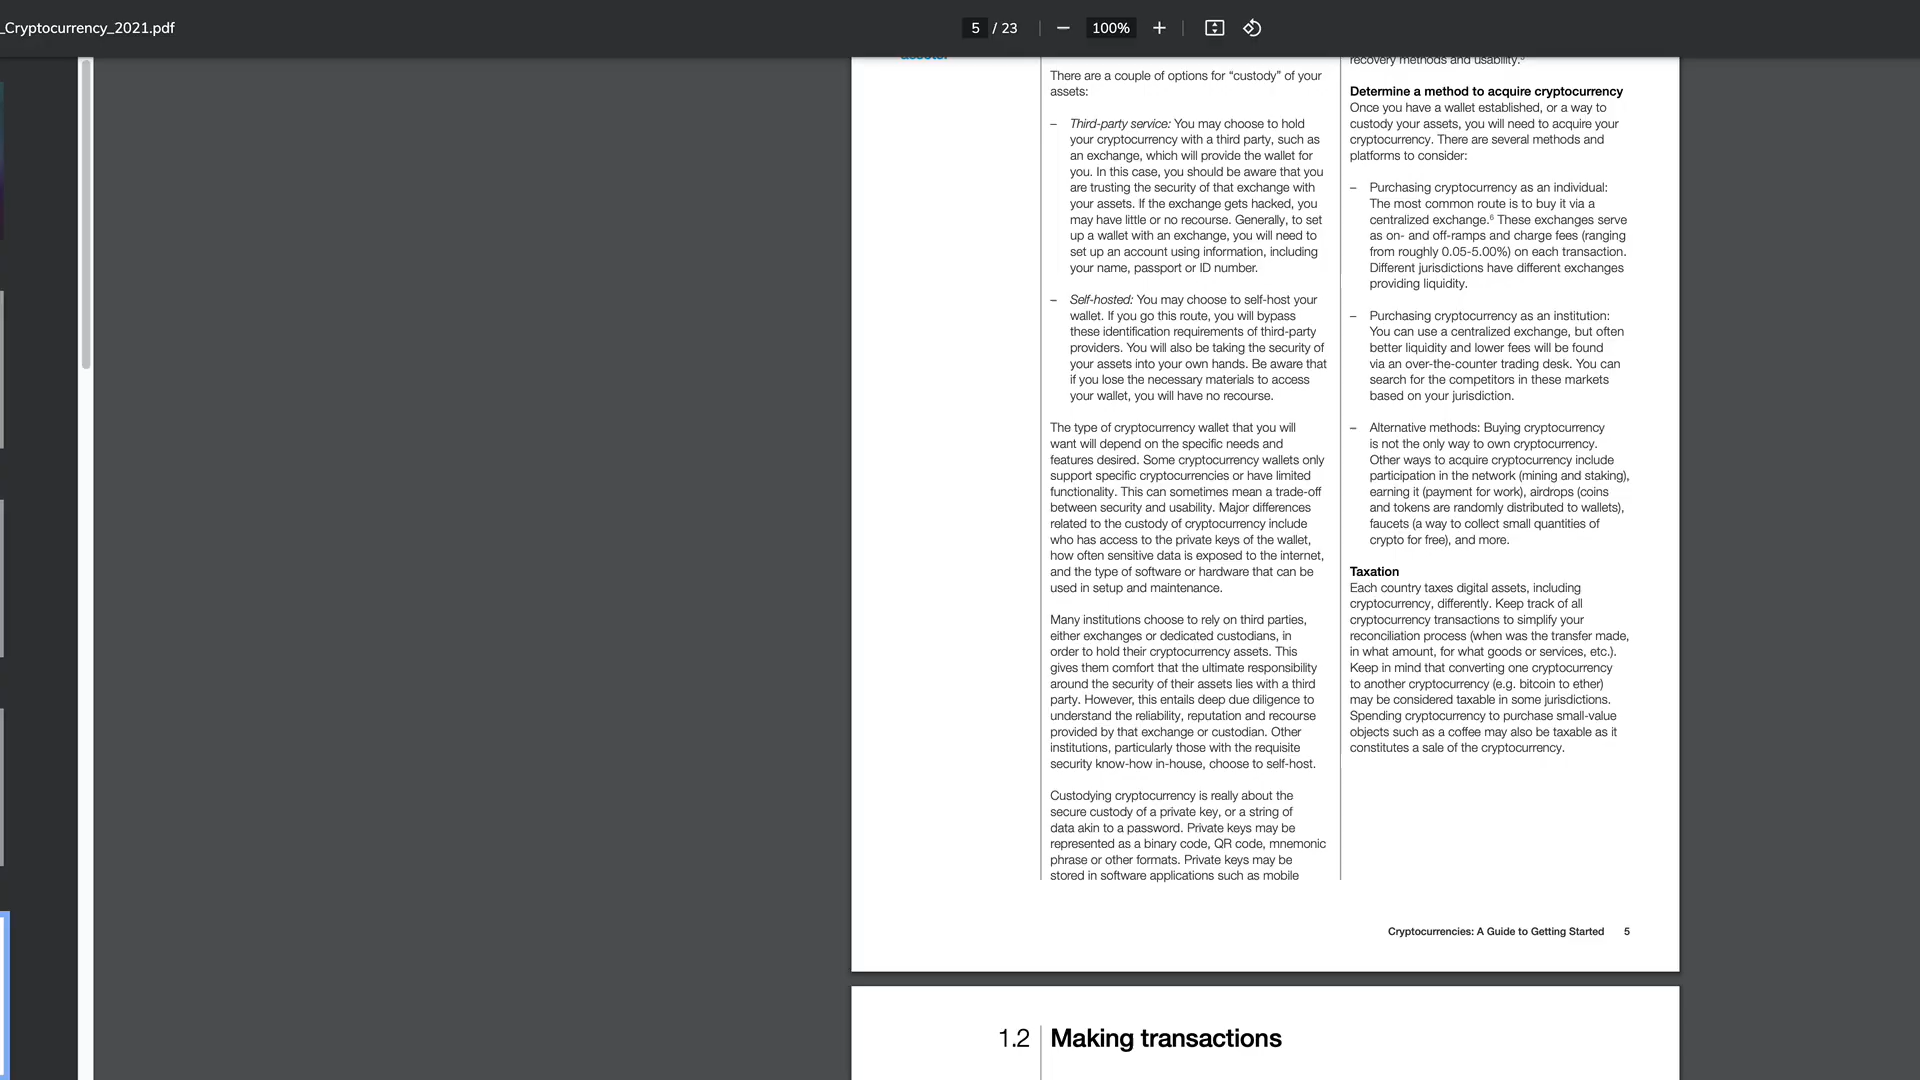 _Cryptocurrency_2021.pdf
5 / 23
100%
assets.
There are a couple of options for “custody” of your
assets:
– Third-party service: You may choose to hold
your cryptocurrency with a third party, such as
an exchange, which will provide the wallet for
you. In this case, you should be aware that you
are trusting the security of that exchange with
your assets. If the exchange gets hacked, you
may have little or no recourse. Generally, to set
up a wallet with an exchange, you will need to
set up an account using information, including
your name, passport or ID number.
– Self-hosted: You may choose to self-host your
wallet. If you go this route, you will bypass
these identification requirements of third-party
providers. You will also be taking the security of
your assets into your own hands. Be aware that
if you lose the necessary materials to access
your wallet, you will have no recourse.
The type of cryptocurrency wallet that you will
want will depend on the specific needs and
features desired. Some cryptocurrency wallets only
support specific cryptocurrencies or have limited
functionality. This can sometimes mean a trade-off
between security and usability. Major differences
related to the custody of cryptocurrency include
who has access to the private keys of the wallet,
how often sensitive data is exposed to the internet,
and the type of software or hardware that can be
used in setup and maintenance.
Many institutions choose to rely on third parties,
either exchanges or dedicated custodians, in
order to hold their cryptocurrency assets. This
gives them comfort that the ultimate responsibility
around the security of their assets lies with a third
party. However, this entails deep due diligence to
understand the reliability, reputation and recourse
provided by that exchange or custodian. Other
institutions, particularly those with the requisite
security know-how in-house, choose to self-host.
Custodying cryptocurrency is really about the
secure custody of a private key, or a string of
data akin to a password. Private keys may be
represented as a binary code, QR code, mnemonic
phrase or other formats. Private keys may be
stored in software applications such as mobile
recovery methods and usability.⁵
Determine a method to acquire cryptocurrency
Once you have a wallet established, or a way to
custody your assets, you will need to acquire your
cryptocurrency. There are several methods and
platforms to consider:
– Purchasing cryptocurrency as an individual:
The most common route is to buy it via a
centralized exchange.⁶ These exchanges serve
as on- and off-ramps and charge fees (ranging
from roughly 0.05-5.00%) on each transaction.
Different jurisdictions have different exchanges
providing liquidity.
– Purchasing cryptocurrency as an institution:
You can use a centralized exchange, but often
better liquidity and lower fees will be found
via an over-the-counter trading desk. You can
search for the competitors in these markets
based on your jurisdiction.
– Alternative methods: Buying cryptocurrency
is not the only way to own cryptocurrency.
Other ways to acquire cryptocurrency include
participation in the network (mining and staking),
earning it (payment for work), airdrops (coins
and tokens are randomly distributed to wallets),
faucets (a way to collect small quantities of
crypto for free), and more.
Taxation
Each country taxes digital assets, including
cryptocurrency, differently. Keep track of all
cryptocurrency transactions to simplify your
reconciliation process (when was the transfer made,
in what amount, for what goods or services, etc.).
Keep in mind that converting one cryptocurrency
to another cryptocurrency (e.g. bitcoin to ether)
may be considered taxable in some jurisdictions.
Spending cryptocurrency to purchase small-value
objects such as a coffee may also be taxable as it
constitutes a sale of the cryptocurrency.
Cryptocurrencies: A Guide to Getting Started 5
1.2 Making transactions